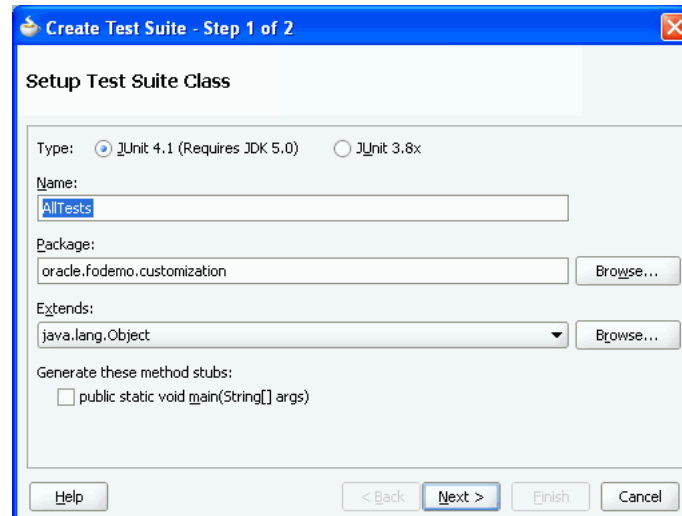 Create Test Suite - Step 1 of 2
Setup Test Suite Class
Type: JUnit 4.1 (Requires JDK 5.0) JUnit 3.8x
Name:
AllTests
Package:
oracle.fodemo.customization Browse...
Extends:
java.lang.Object Browse...
Generate these method stubs:
public static void main(String[] args)
Help < Back Next > Finish Cancel